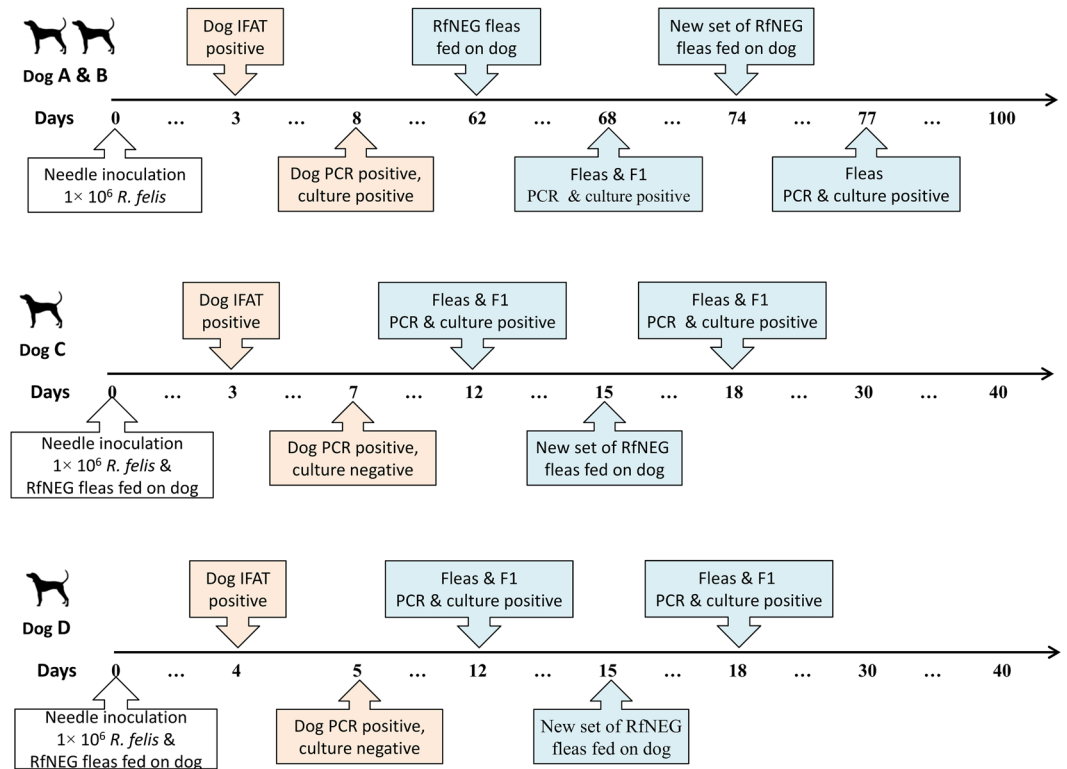 Dog IFAT
positive
RfNEG fleas
fed on dog
New set of RfNEG
fleas fed on dog
Dog A & B
Days 0 ... 3 ... 8 ... 62 ... 68 ... 74 ... 77 ... 100
Needle inoculation
1× 10⁶ R. felis
Dog PCR positive,
culture positive
Fleas & F1
PCR & culture positive
Fleas
PCR & culture positive
Dog IFAT
positive
Fleas & F1
PCR & culture positive
Fleas & F1
PCR & culture positive
Dog C
Days 0 ... 3 ... 7 ... 12 ... 15 ... 18 ... 30 ... 40
Needle inoculation
1× 10⁶ R. felis &
RfNEG fleas fed on dog
Dog PCR positive,
culture negative
New set of RfNEG
fleas fed on dog
Dog IFAT
positive
Fleas & F1
PCR & culture positive
Fleas & F1
PCR & culture positive
Dog D
Days 0 ... 4 ... 5 ... 12 ... 15 ... 18 ... 30 ... 40
Needle inoculation
1× 10⁶ R. felis &
RfNEG fleas fed on dog
Dog PCR positive,
culture negative
New set of RfNEG
fleas fed on dog